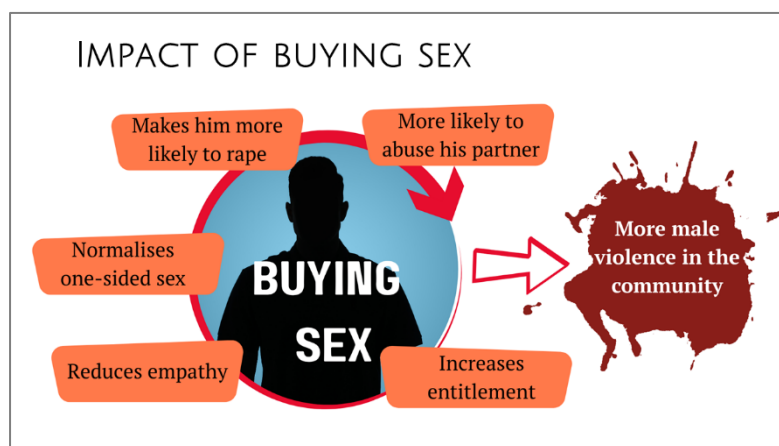 IMPACT OF BUYING SEX
Makes him more
likely to rape
More likely to
abuse his partner
Normalises
one-sided sex
BUYING
SEX
More male
violence in the
community
Reduces empathy
Increases
entitlement